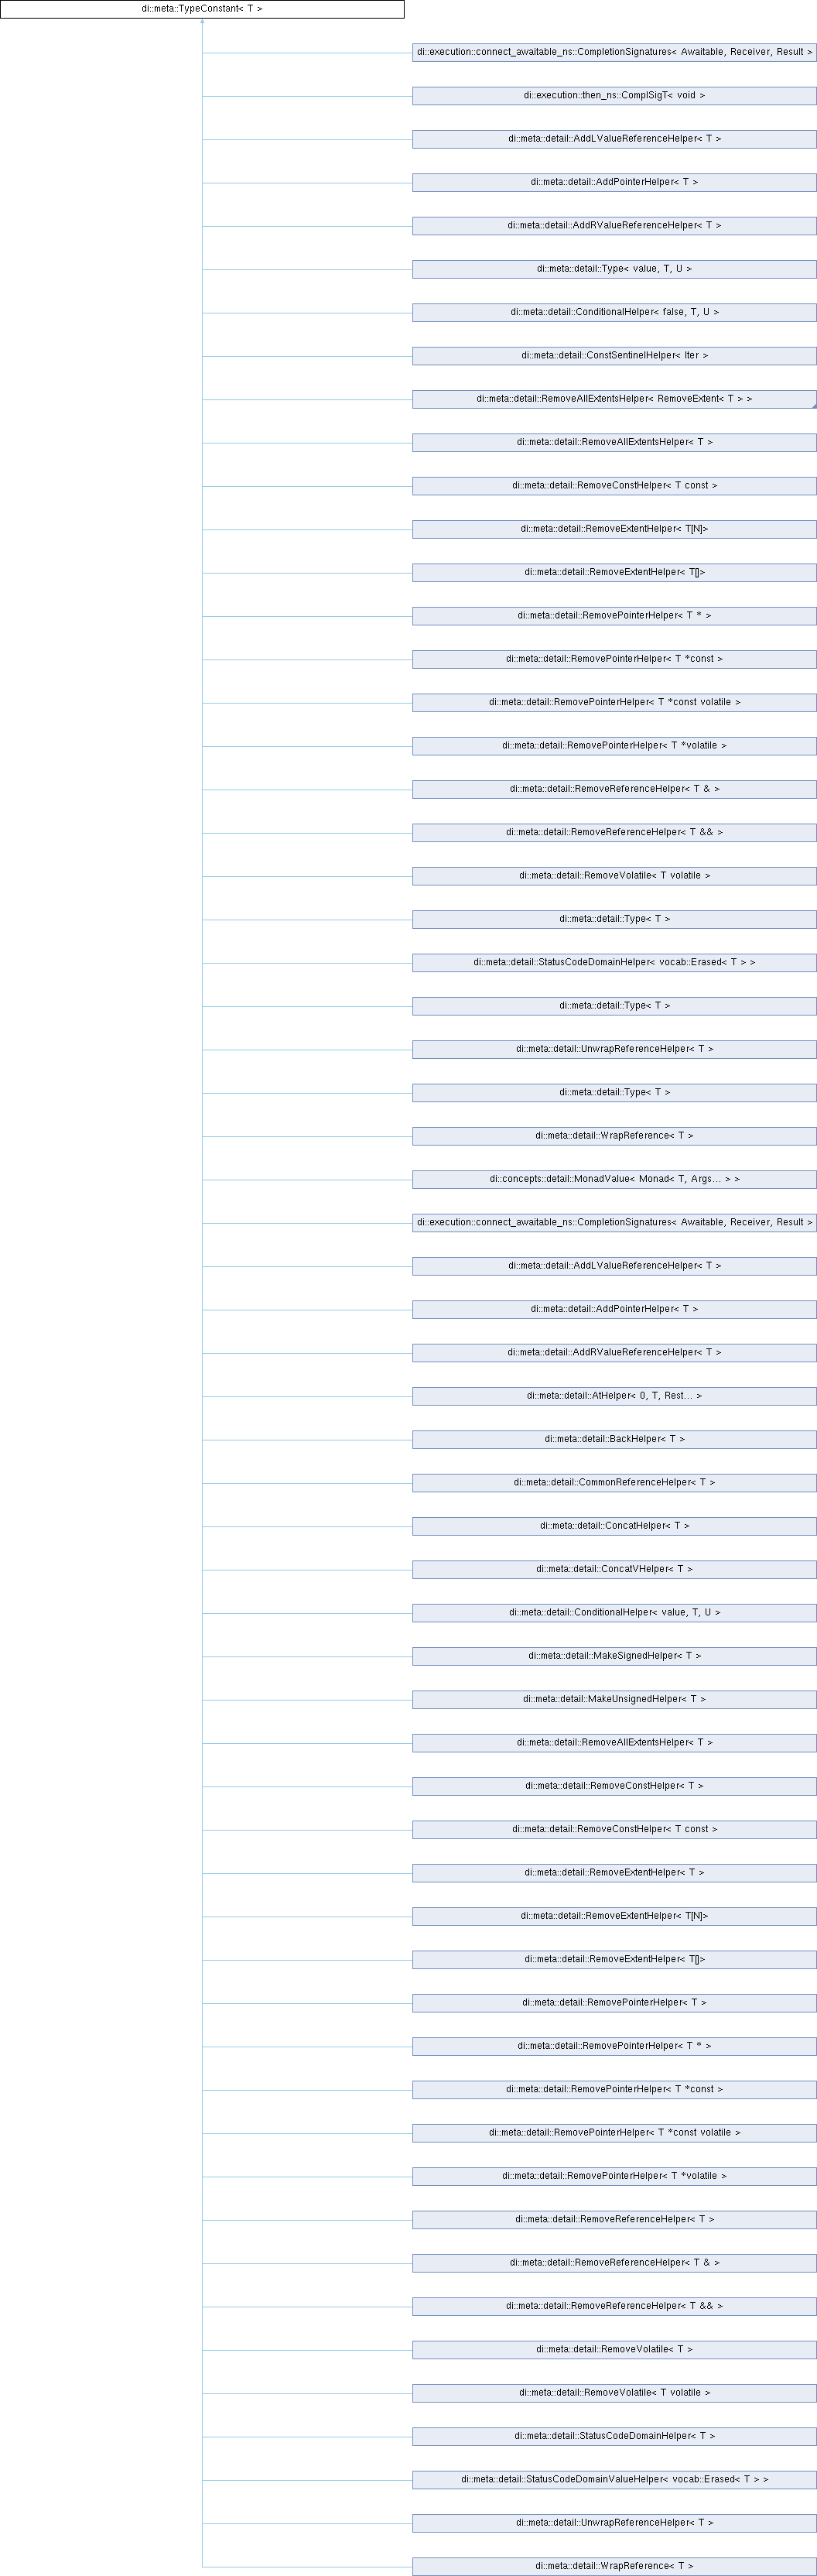 di::meta::TypeConstant< T >
di::execution::connect_awaitable_ns::CompletionSignatures< Awaitable, Receiver, Result >
di::execution::then_ns::ComplSigT< void >
di::meta::detail::AddLValueReferenceHelper< T >
di::meta::detail::AddPointerHelper< T >
di::meta::detail::AddRValueReferenceHelper< T >
di::meta::detail::Type< value, T, U >
di::meta::detail::ConditionalHelper< false, T, U >
di::meta::detail::ConstSentinelHelper< Iter >
di::meta::detail::RemoveAllExtentsHelper< RemoveExtent< T > >
di::meta::detail::RemoveAllExtentsHelper< T >
di::meta::detail::RemoveConstHelper< T const >
di::meta::detail::RemoveExtentHelper< T[N]>
di::meta::detail::RemoveExtentHelper< T[]>
di::meta::detail::RemovePointerHelper< T * >
di::meta::detail::RemovePointerHelper< T *const >
di::meta::detail::RemovePointerHelper< T *const volatile >
di::meta::detail::RemovePointerHelper< T *volatile >
di::meta::detail::RemoveReferenceHelper< T & >
di::meta::detail::RemoveReferenceHelper< T && >
di::meta::detail::RemoveVolatile< T volatile >
di::meta::detail::Type< T >
di::meta::detail::StatusCodeDomainHelper< vocab::Erased< T > >
di::meta::detail::Type< T >
di::meta::detail::UnwrapReferenceHelper< T >
di::meta::detail::Type< T >
di::meta::detail::WrapReference< T >
di::concepts::detail::MonadValue< Monad< T, Args... > >
di::execution::connect_awaitable_ns::CompletionSignatures< Awaitable, Receiver, Result >
di::meta::detail::AddLValueReferenceHelper< T >
di::meta::detail::AddPointerHelper< T >
di::meta::detail::AddRValueReferenceHelper< T >
di::meta::detail::AtHelper< 0, T, Rest... >
di::meta::detail::BackHelper< T >
di::meta::detail::CommonReferenceHelper< T >
di::meta::detail::ConcatHelper< T >
di::meta::detail::ConcatVHelper< T >
di::meta::detail::ConditionalHelper< value, T, U >
di::meta::detail::MakeSignedHelper< T >
di::meta::detail::MakeUnsignedHelper< T >
di::meta::detail::RemoveAllExtentsHelper< T >
di::meta::detail::RemoveConstHelper< T >
di::meta::detail::RemoveConstHelper< T const >
di::meta::detail::RemoveExtentHelper< T >
di::meta::detail::RemoveExtentHelper< T[N]>
di::meta::detail::RemoveExtentHelper< T[]>
di::meta::detail::RemovePointerHelper< T >
di::meta::detail::RemovePointerHelper< T * >
di::meta::detail::RemovePointerHelper< T *const >
di::meta::detail::RemovePointerHelper< T *const volatile >
di::meta::detail::RemovePointerHelper< T *volatile >
di::meta::detail::RemoveReferenceHelper< T >
di::meta::detail::RemoveReferenceHelper< T & >
di::meta::detail::RemoveReferenceHelper< T && >
di::meta::detail::RemoveVolatile< T >
di::meta::detail::RemoveVolatile< T volatile >
di::meta::detail::StatusCodeDomainHelper< T >
di::meta::detail::StatusCodeDomainValueHelper< vocab::Erased< T > >
di::meta::detail::UnwrapReferenceHelper< T >
di::meta::detail::WrapReference< T >